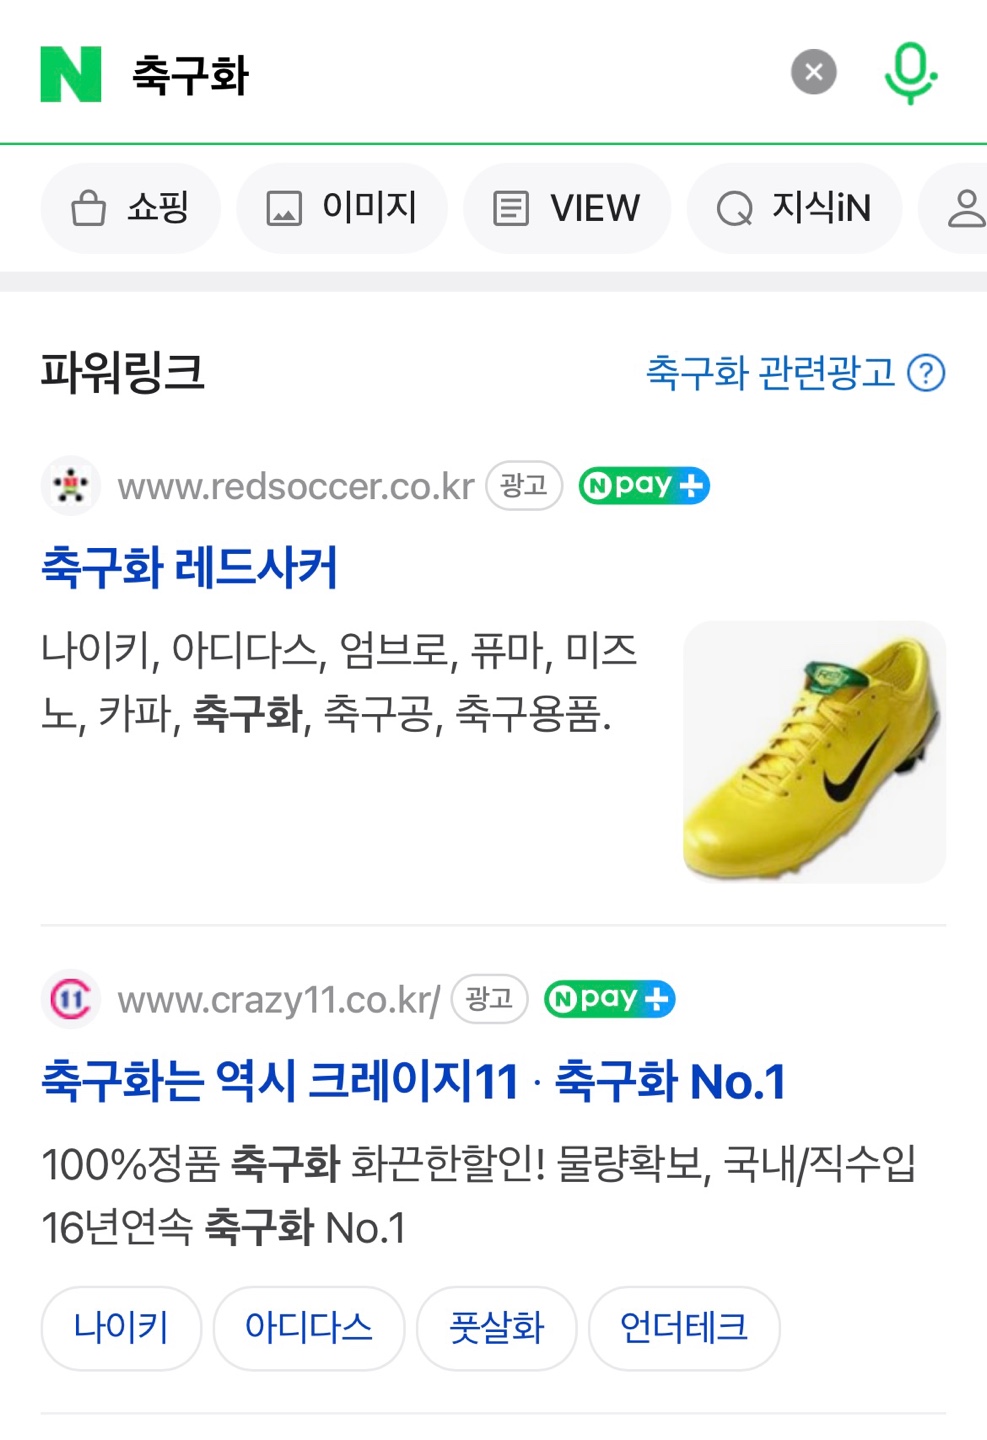 N 축구화
쇼핑 이미지 VIEW 지식iN
파워링크 축구화 관련광고 ?
www.redsoccer.co.kr 광고 N pay +
축구화 레드사커
나이키, 아디다스, 엄브로, 퓨마, 미즈
노, 카파, 축구화, 축구공, 축구용품.
11 www.crazy11.co.kr/ 광고 N pay +
축구화는 역시 크레이지11 · 축구화 No.1
100%정품 축구화 화끈한할인! 물량확보, 국내/직수입
16년연속 축구화 No.1
나이키 아디다스 풋살화 언더테크